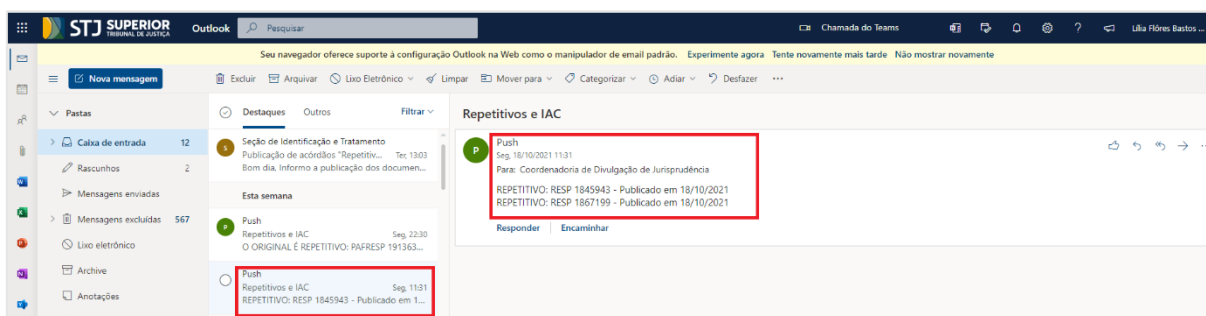 STJ SUPERIOR
TRIBUNAL DE JUSTIÇA
Outlook
Pesquisar
Chamada do Teams
Lília Flôres Bastos ...
Seu navegador oferece suporte à configuração Outlook na Web como o manipulador de email padrão. Experimente agora Tente novamente mais tarde Não mostrar novamente
Nova mensagem
Excluir Arquivar Lixo Eletrônico Limpar Mover para Categorizar Adiar Desfazer ...
Pastas
Caixa de entrada 12
Rascunhos 2
Mensagens enviadas
Mensagens excluídas 567
Lixo eletrônico
Archive
Anotações
Destaques Outros Filtrar
S
Seção de Identificação e Tratamento
Publicação de acórdãos "Repetitiv... Ter, 13:03
Bom dia, Informo a publicação dos documen...
Esta semana
P
Push
Repetitivos e IAC Seg, 22:30
O ORIGINAL É REPETITIVO: PAFRESP 191363...
Push
Repetitivos e IAC Seg, 11:31
REPETITIVO: RESP 1845943 - Publicado em 1...
Repetitivos e IAC
P
Push
Seg, 18/10/2021 11:31
Para: Coordenadoria de Divulgação de Jurisprudência
REPETITIVO: RESP 1845943 - Publicado em 18/10/2021
REPETITIVO: RESP 1867199 - Publicado em 18/10/2021
Responder Encaminhar